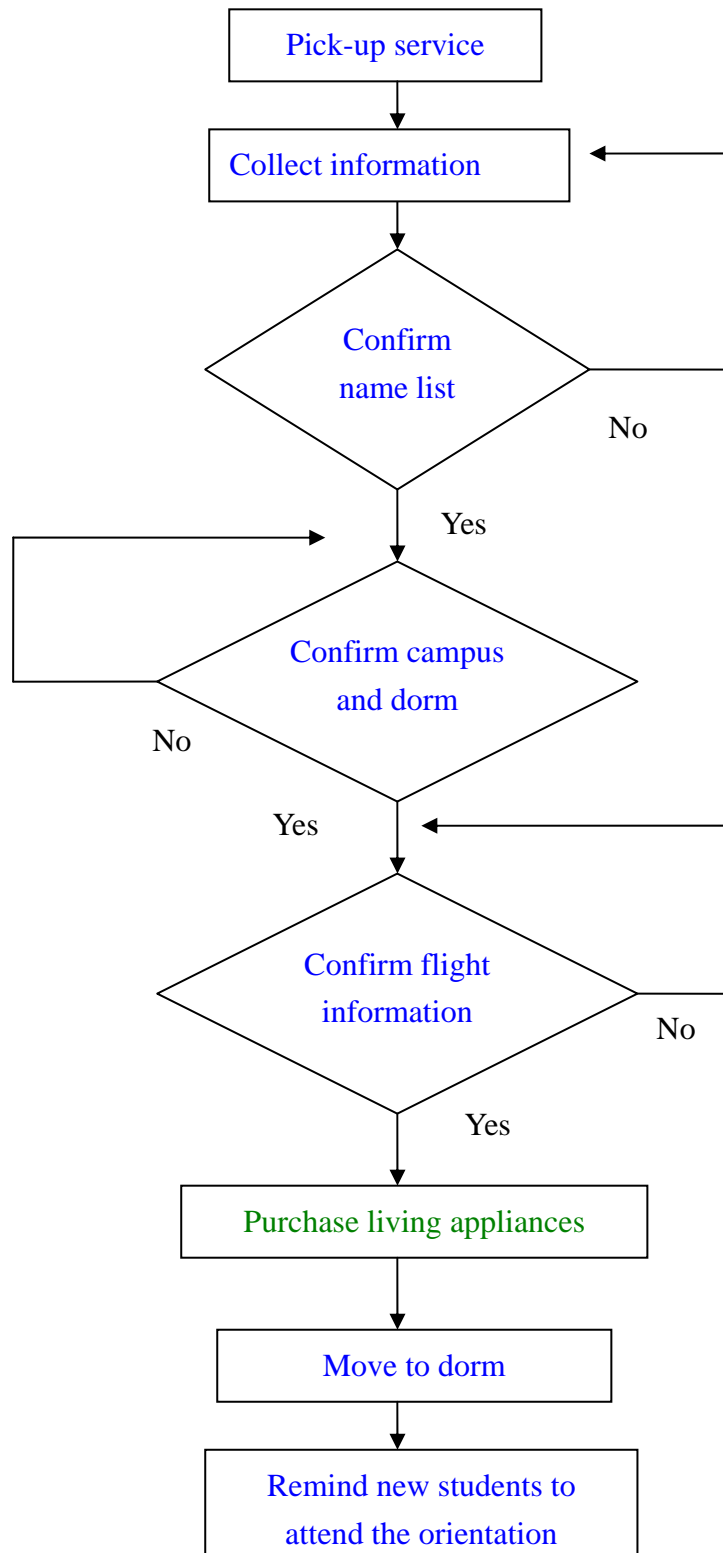 Pick-up service
Collect information
Confirm
name list
No
Yes
Confirm campus
and dorm
No
Yes
Confirm flight
information
No
Yes
Purchase living appliances
Move to dorm
Remind new students to
attend the orientation